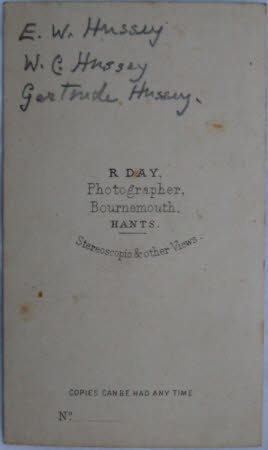 E. W. Hussey
W. C. Hussey
Gertrude Hussey.
R DAY.
Photographer,
Bournemouth.
HANTS.
Stereoscopic & other Views.
COPIES CAN BE HAD ANY TIME
No.